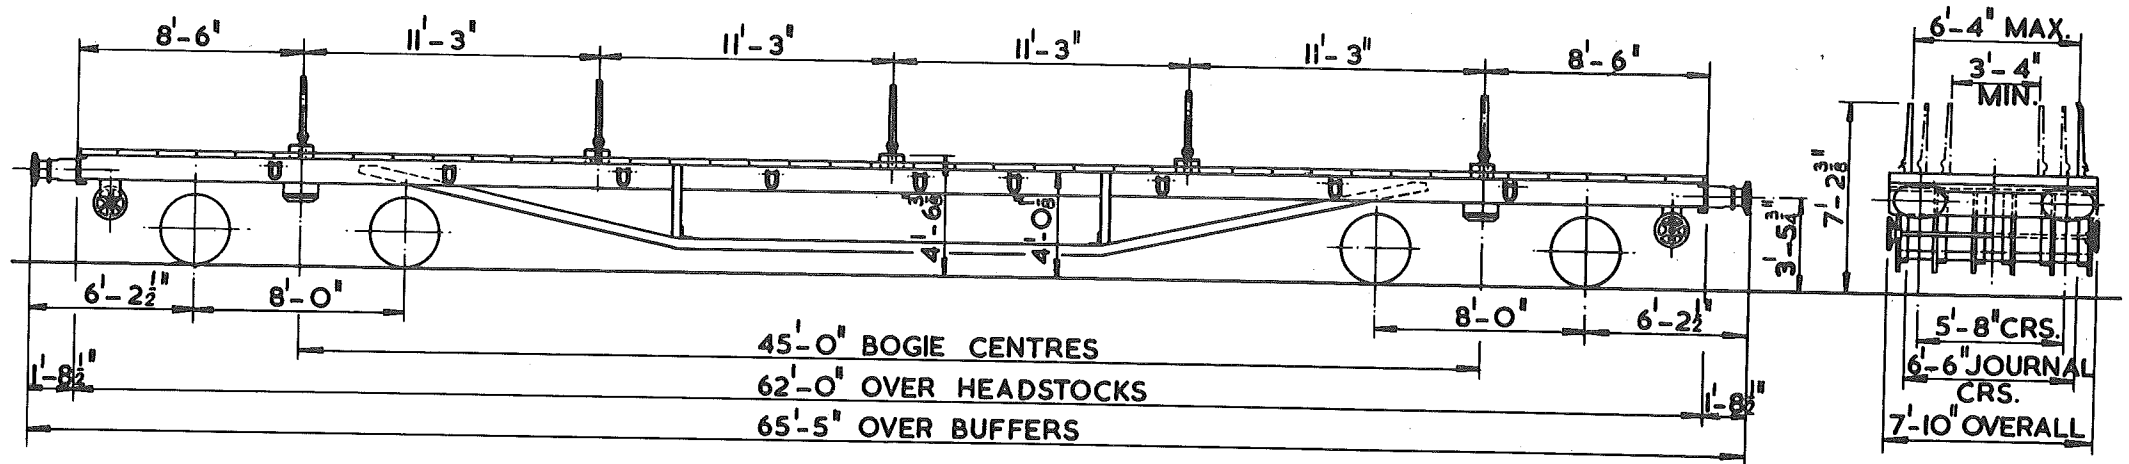 8'-6"
11'-3"
11'-3"
11'-3"
11'-3"
8'-6"
4'-6⅜"
4'-0⅛"
3'-5¾"
6'-2½"
8'-0"
8'-0"
6'-2½"
45'-0" BOGIE CENTRES
1'-8½"
62'-0" OVER HEADSTOCKS
1'-8½"
65'-5" OVER BUFFERS
6'-4" MAX.
3'-4"
MIN.
7'-2⅜"
5'-8" CRS.
6'-6" JOURNAL
CRS.
7'-10" OVERALL